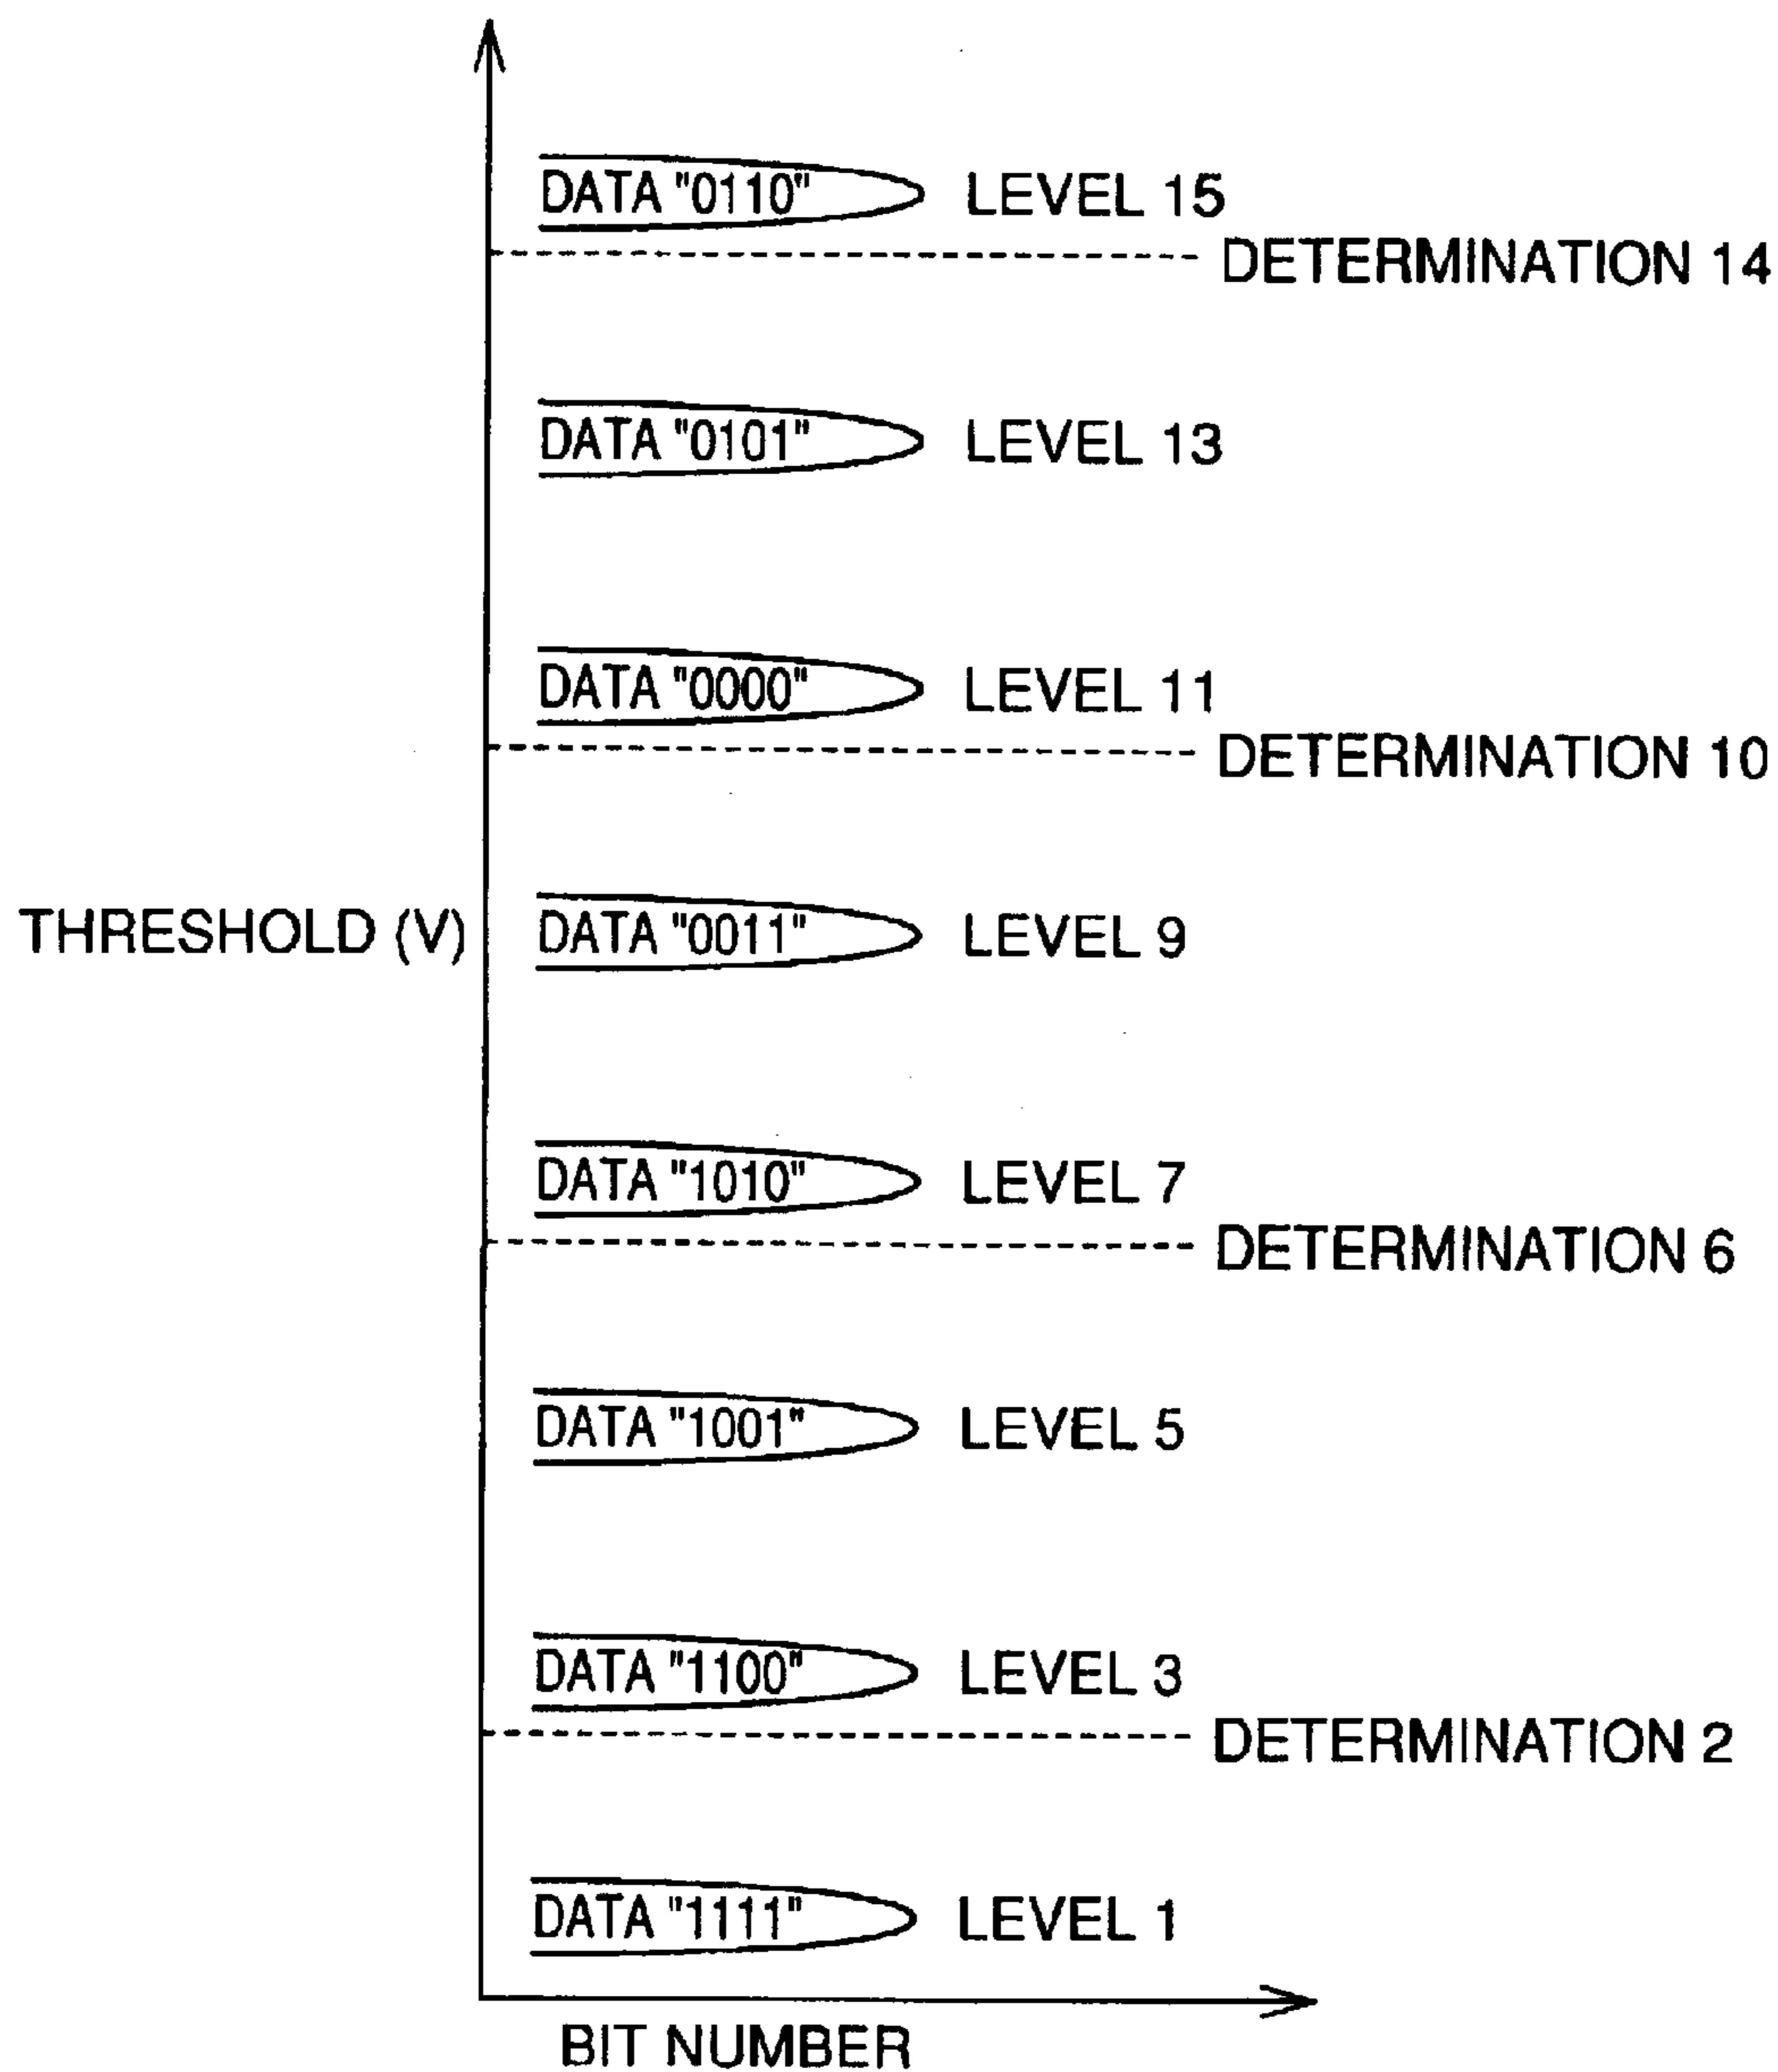 DATA "0110" LEVEL 15
DETERMINATION 14
DATA "0101" LEVEL 13
DATA "0000" LEVEL 11
DETERMINATION 10
THRESHOLD (V) DATA "0011" LEVEL 9
DATA "1010" LEVEL 7
DETERMINATION 6
DATA "1001" LEVEL 5
DATA "1100" LEVEL 3
DETERMINATION 2
DATA "1111" LEVEL 1
BIT NUMBER